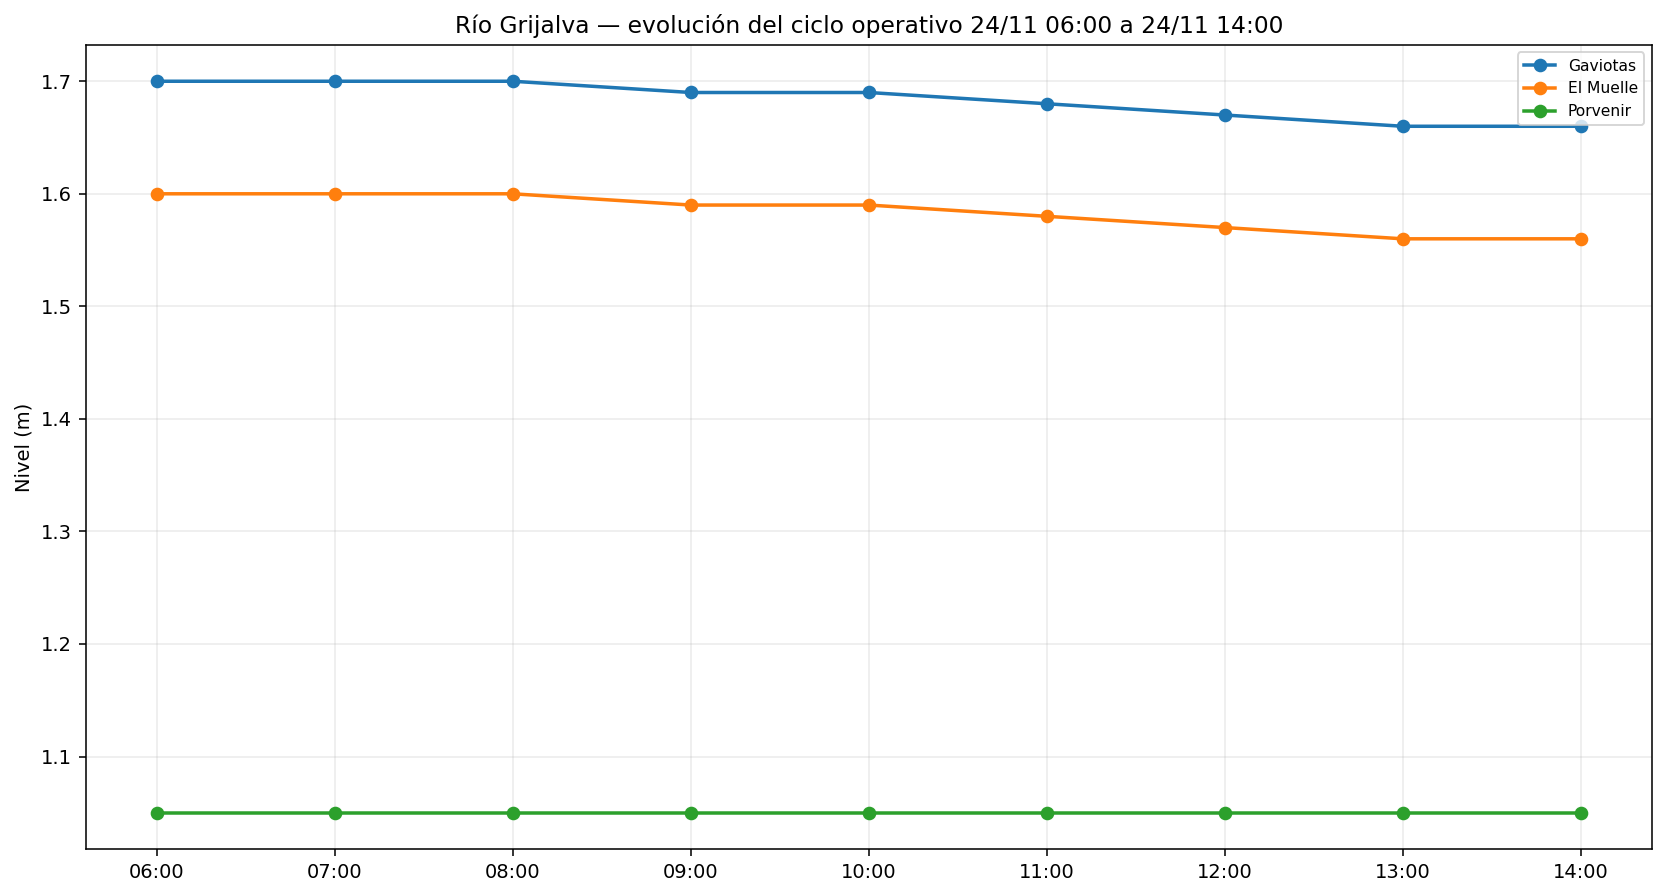 Río Grijalva — evolución del ciclo operativo 24/11 06:00 a 24/11 14:00
Gaviotas
El Muelle
Porvenir
Nivel (m)
1.7
1.6
1.5
1.4
1.3
1.2
1.1
06:00 07:00 08:00 09:00 10:00 11:00 12:00 13:00 14:00